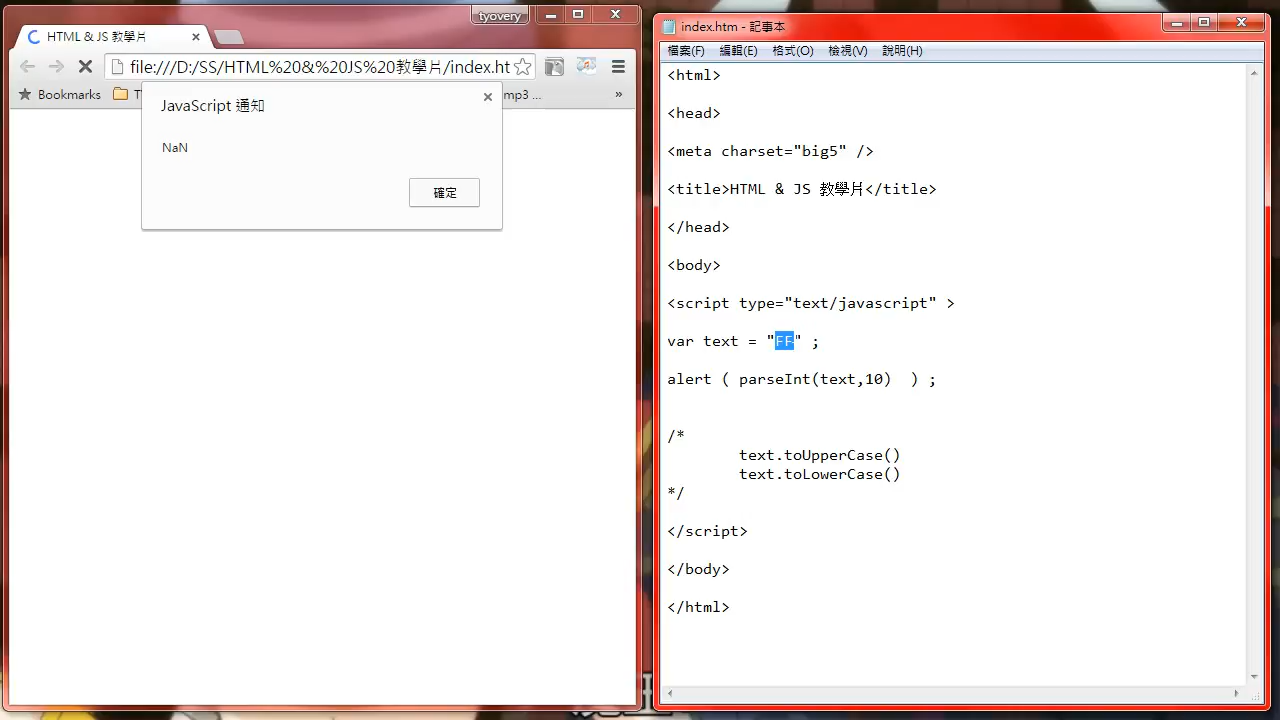 tyovery
HTML & JS 教學片
file:///D:/SS/HTML%20&%20JS%20教學片/index.ht
Bookmarks
mp3 ...
»
JavaScript 通知
NaN
確定
index.htm - 記事本
檔案(F) 編輯(E) 格式(O) 檢視(V) 說明(H)
<html>
<head>
<meta charset="big5" />
<title>HTML & JS 教學片</title>
</head>
<body>
<script type="text/javascript" >
var text = "FF" ;
alert ( parseInt(text,10)  ) ;
/*
text.toUpperCase()
text.toLowerCase()
*/
</script>
</body>
</html>